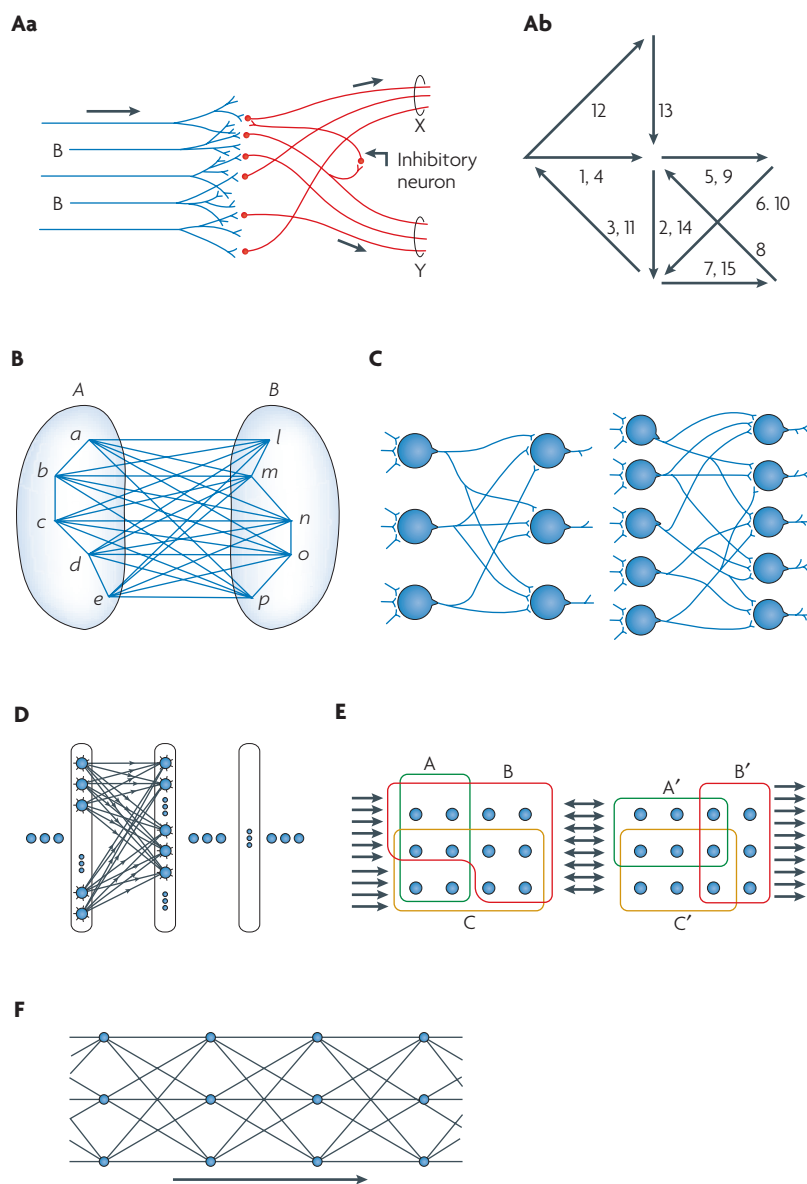 Aa
Ab
B
B
X
Y
Inhibitory
neuron
12
13
1, 4
5, 9
3, 11
2, 14
6. 10
8
7, 15
B
A
B
a
b
c
d
e
l
m
n
o
p
C
D
E
A
B
C
A′
B′
C′
F